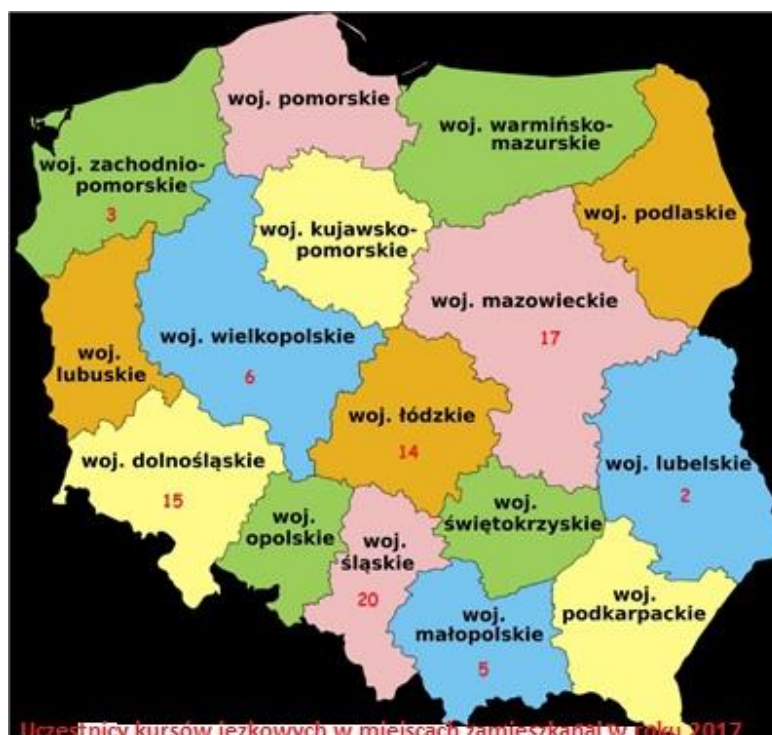 woj. pomorskie
woj. warmińsko-
mazurskie
woj. zachodnio-
pomorskie
3
woj. podlaskie
woj. kujawsko-
pomorskie
woj. mazowieckie
17
woj. wielkopolskie
6
woj.
lubuskie
woj. łódzkie
14
woj. dolnośląskie
15
woj. lubelskie
2
woj.
opolskie
woj.
śląskie
20
woj.
świętokrzyskie
woj.
podkarpackie
woj.
małopolskie
5
Uczestnicy kursów w miejscach w roku 2017